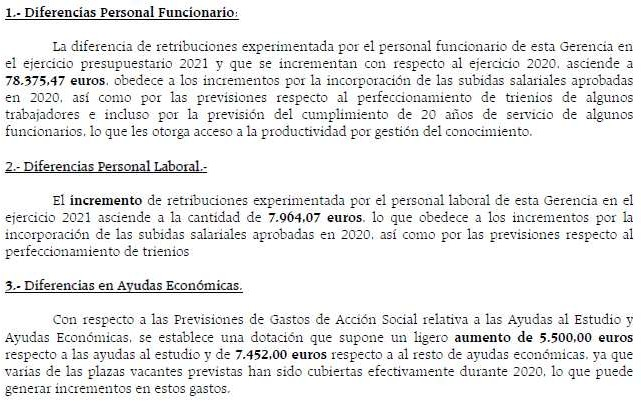 1.- Diferencias Personal Funcionario:
La diferencia de retribuciones experimentada por el personal funcionario de esta Gerencia en
el ejercicio presupuestario 2021 y que se incrementan con respecto al ejercicio 2020, asciende a
78.375,47 euros, obedece a los incrementos por la incorporación de las subidas salariales aprobadas
en 2020, así como por las previsiones respecto al perfeccionamiento de trienios de algunos
trabajadores e incluso por la previsión del cumplimiento de 20 años de servicio de algunos
funcionarios, lo que les otorga acceso a la productividad por gestión del conocimiento.
2.- Diferencias Personal Laboral.-
El incremento de retribuciones experimentada por el personal laboral de esta Gerencia en el
ejercicio 2021 asciende a la cantidad de 7.964,07 euros, lo que obedece a los incrementos por la
incorporación de las subidas salariales aprobadas en 2020, así como por las previsiones respecto al
perfeccionamiento de trienios
3.- Diferencias en Ayudas Económicas.
Con respecto a las Previsiones de Gastos de Acción Social relativa a las Ayudas al Estudio y
Ayudas Económicas, se establece una dotación que supone un ligero aumento de 5.500,00 euros
respecto a las ayudas al estudio y de 7.452,00 euros respecto a al resto de ayudas económicas, ya que
varias de las plazas vacantes previstas han sido cubiertas efectivamente durante 2020, lo que puede
generar incrementos en estos gastos.